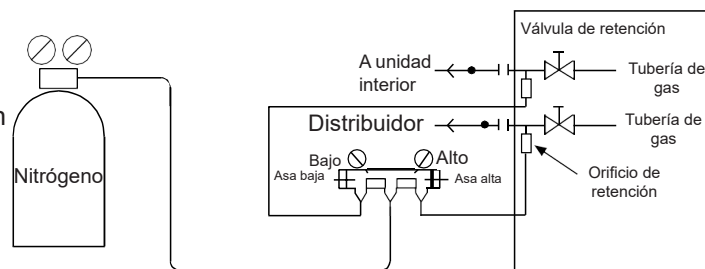 Válvula de retención
A unidad
interior
Tubería de
gas
Distribuidor
Tubería de
gas
Nitrógeno
Bajo
Alto
Asa baja
Asa alta
Orificio de
retención